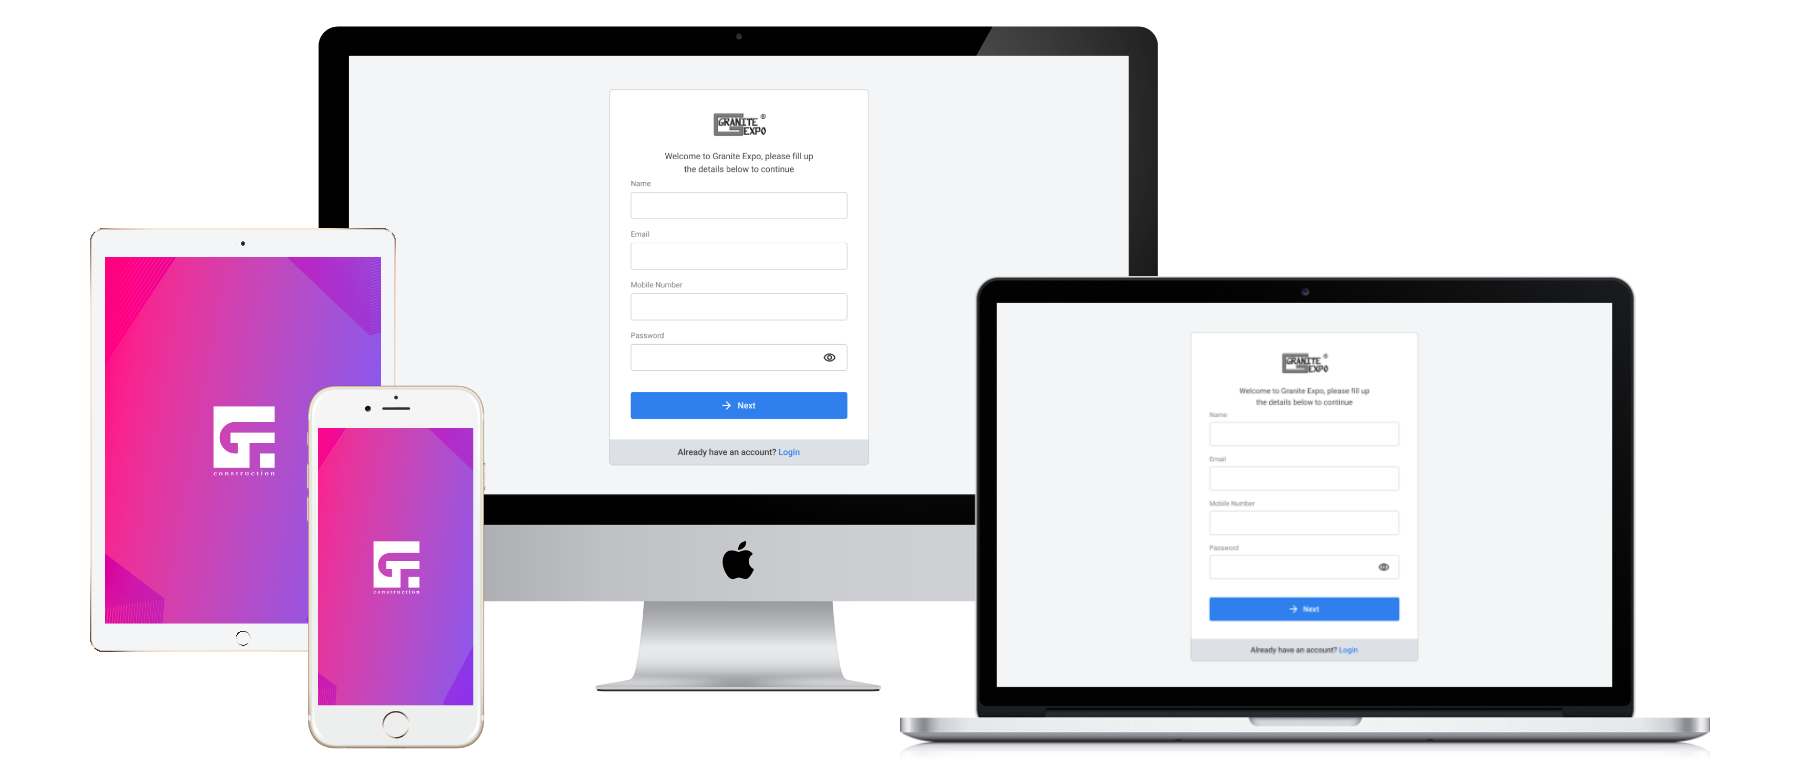 GRANITE ®
EXPO
Welcome to Granite Expo, please fill up
the details below to continue
Name
Email
Mobile Number
Password
Next
Already have an account? Login
construction
construction
GRANITE ®
EXPO
Welcome to Granite Expo, please fill up
the details below to continue
Name
Email
Mobile Number
Password
Next
Already have an account? Login